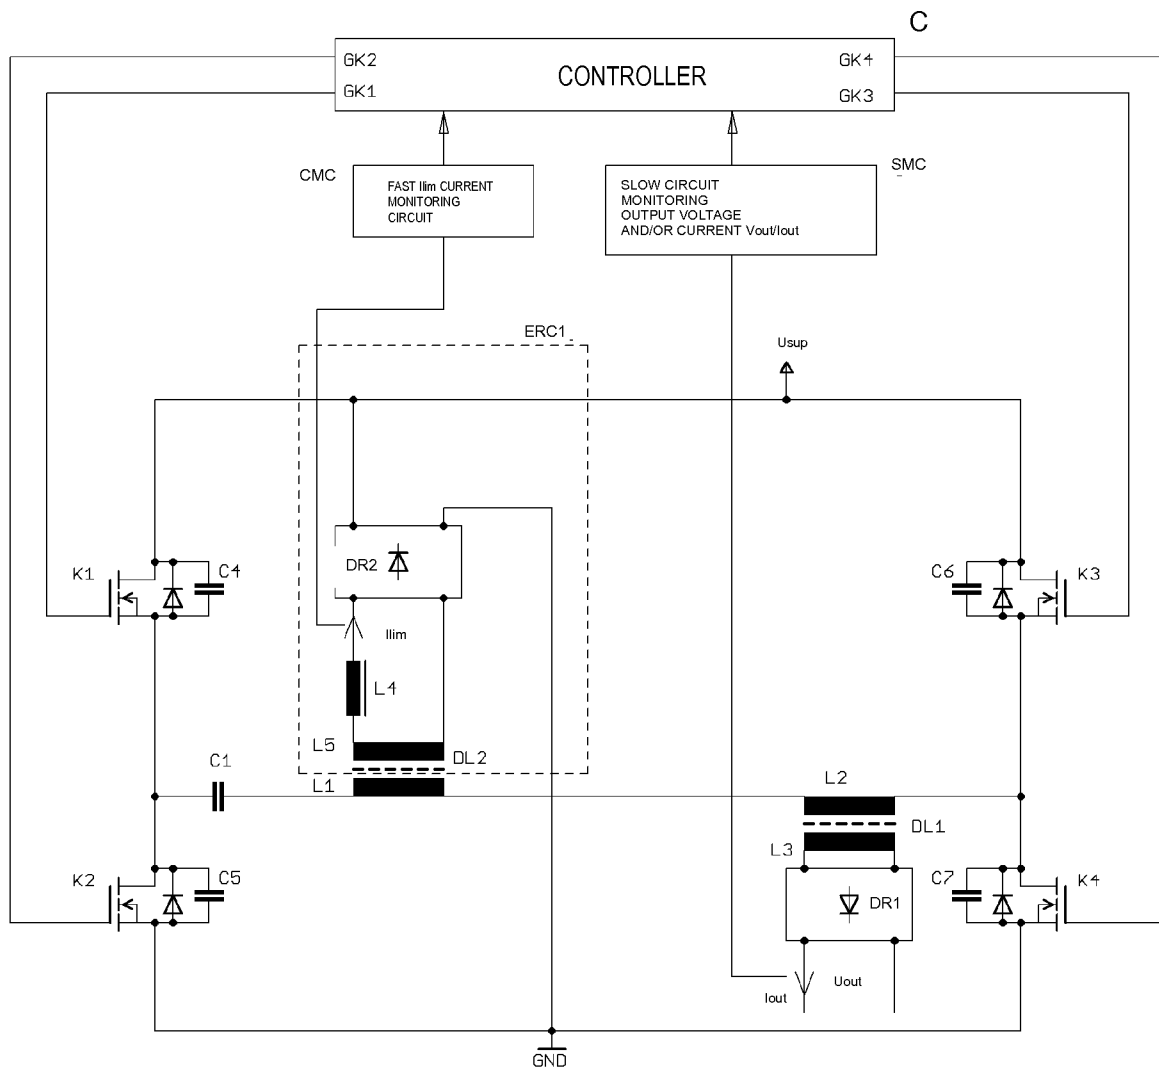 C
GK2
GK4
CONTROLLER
GK1
GK3
CMC
FAST Ilim CURRENT
MONITORING
CIRCUIT
SMC
SLOW CIRCUIT
MONITORING
OUTPUT VOLTAGE
AND/OR CURRENT Vout/Iout
ERC1
Usup
K1
C4
DR2
C6
K3
Ilim
L4
L5
DL2
C1
L1
L2
DL1
L3
K2
C5
DR1
C7
K4
Uout
Iout
GND